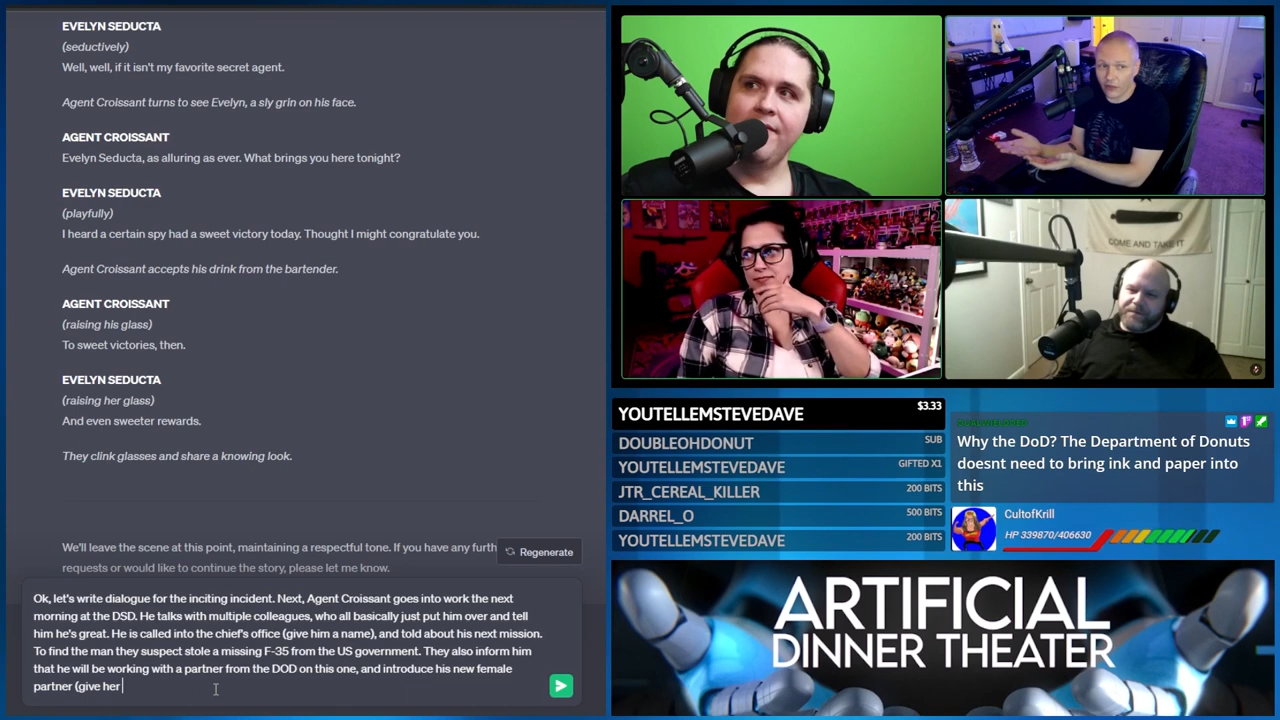 EVELYN SEDUCTA
(seductively)
Well, well, if it isn't my favorite secret agent.
Agent Croissant turns to see Evelyn, a sly grin on his face.
AGENT CROISSANT
Evelyn Seducta, as alluring as ever. What brings you here tonight?
EVELYN SEDUCTA
(playfully)
I heard a certain spy had a sweet victory today. Thought I might congratulate you.
Agent Croissant accepts his drink from the bartender.
AGENT CROISSANT
(raising his glass)
To sweet victories, then.
EVELYN SEDUCTA
(raising her glass)
And even sweeter rewards.
They clink glasses and share a knowing look.
We'll leave the scene at this point, maintaining a respectful tone. If you have any furth
requests or would like to continue the story, please let me know.
Regenerate
Ok, let's write dialogue for the inciting incident. Next, Agent Croissant goes into work the next
morning at the DSD. He talks with multiple colleagues, who all basically just put him over and tell
him he's great. He is called into the chief's office (give him a name), and told about his next mission.
To find the man they suspect stole a missing F-35 from the US government. They also inform him
that he will be working with a partner from the DOD on this one, and introduce his new female
partner (give her
COME AND TAKE IT
YOUTELLEMSTEVEDAVE $3.33
DOUBLEOHDONUT SUB
YOUTELLEMSTEVEDAVE GIFTED X1
JTR_CEREAL_KILLER 200 BITS
DARREL_O 500 BITS
YOUTELLEMSTEVEDAVE 200 BITS
Why the DoD? The Department of Donuts
doesnt need to bring ink and paper into
this
CultofKrill
HP 339870/406630
ARTIFICIAL
DINNER THEATER